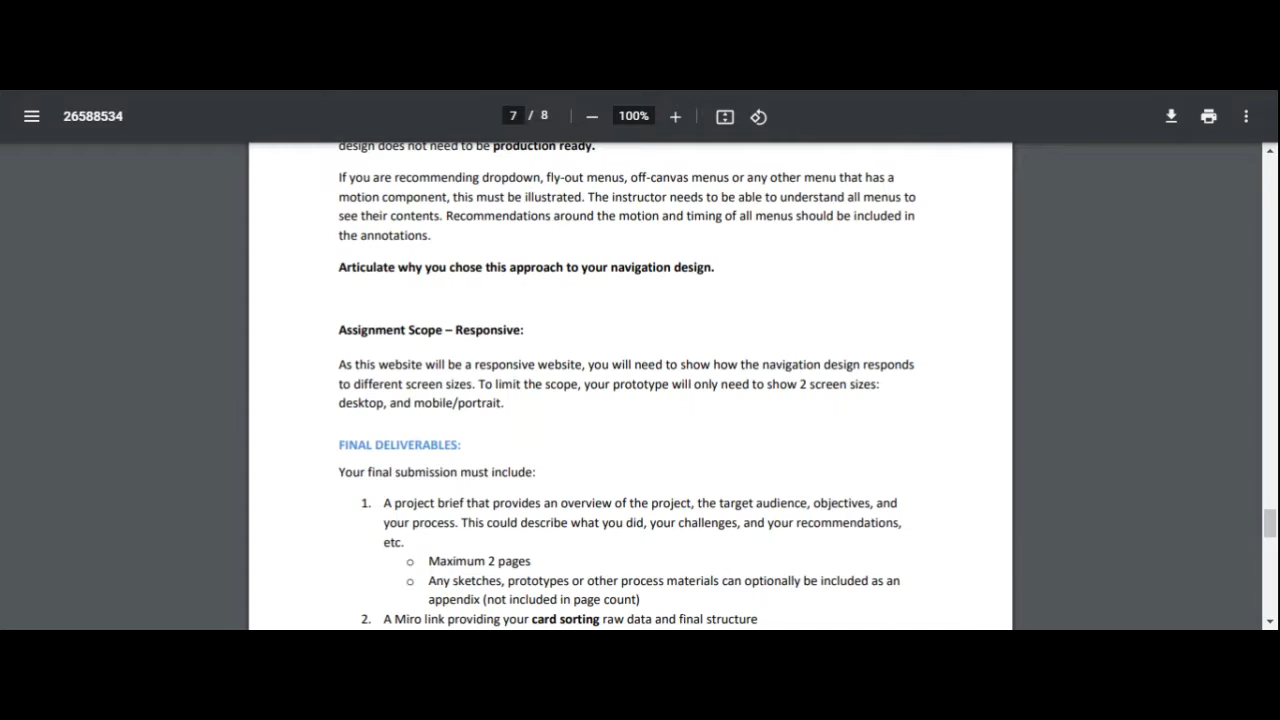 26588534
7 / 8
100%
design does not need to be production ready.
If you are recommending dropdown, fly-out menus, off-canvas menus or any other menu that has a
motion component, this must be illustrated. The instructor needs to be able to understand all menus to
see their contents. Recommendations around the motion and timing of all menus should be included in
the annotations.
Articulate why you chose this approach to your navigation design.
Assignment Scope – Responsive:
As this website will be a responsive website, you will need to show how the navigation design responds
to different screen sizes. To limit the scope, your prototype will only need to show 2 screen sizes:
desktop, and mobile/portrait.
FINAL DELIVERABLES:
Your final submission must include:
1. A project brief that provides an overview of the project, the target audience, objectives, and
your process. This could describe what you did, your challenges, and your recommendations,
etc.
o Maximum 2 pages
o Any sketches, prototypes or other process materials can optionally be included as an
appendix (not included in page count)
2. A Miro link providing your card sorting raw data and final structure